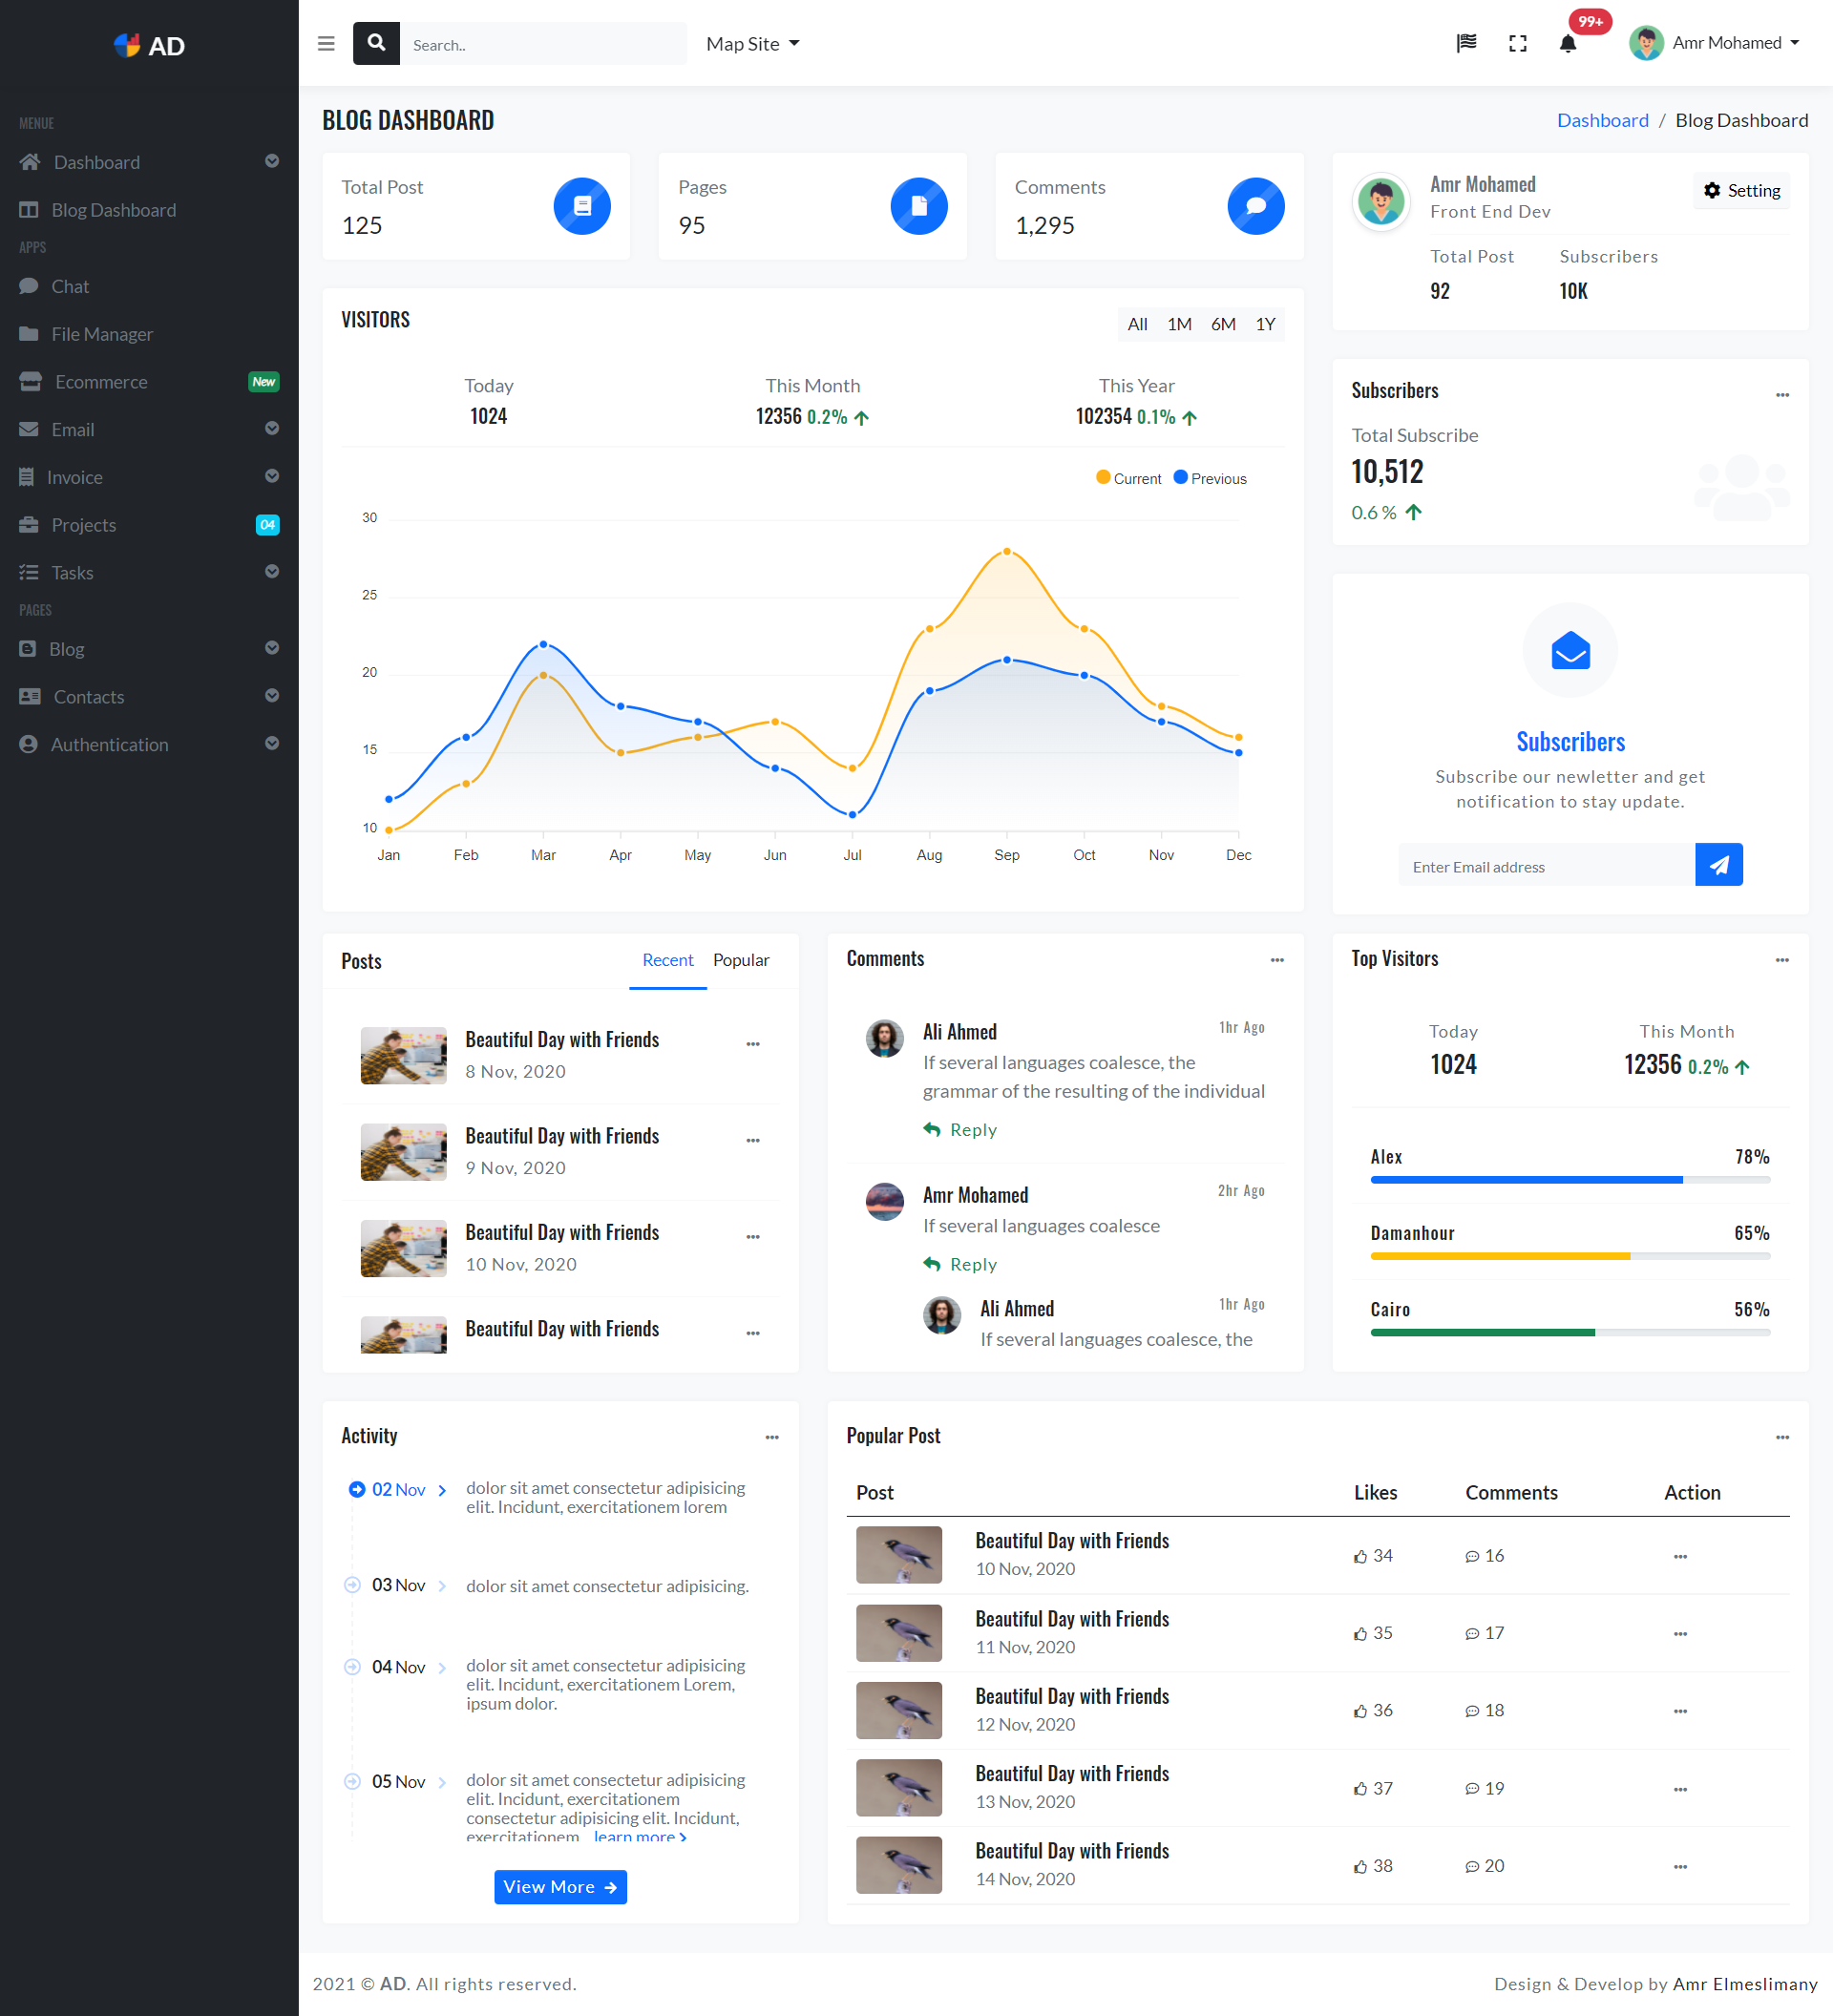 AD
MENUE
Dashboard
Blog Dashboard
APPS
Chat
File Manager
Ecommerce New
Email
Invoice
Projects 04
Tasks
PAGES
Blog
Contacts
Authentication
Search..
Map Site
99+
Amr Mohamed
BLOG DASHBOARD
Dashboard / Blog Dashboard
Total Post
125
Pages
95
Comments
1,295
Amr Mohamed
Front End Dev
Setting
Total Post Subscribers
92 10K
VISITORS
All 1M 6M 1Y
Today This Month This Year
1024 12356 0.2% 102354 0.1%
Current Previous
30
25
20
15
10
Jan Feb Mar Apr May Jun Jul Aug Sep Oct Nov Dec
Subscribers
Total Subscribe
10,512
0.6 %
Subscribers
Subscribe our newletter and get
notification to stay update.
Enter Email address
Posts Recent Popular
Beautiful Day with Friends
8 Nov, 2020
Beautiful Day with Friends
9 Nov, 2020
Beautiful Day with Friends
10 Nov, 2020
Beautiful Day with Friends
Comments
Ali Ahmed 1hr Ago
If several languages coalesce, the
grammar of the resulting of the individual
Reply
Amr Mohamed 2hr Ago
If several languages coalesce
Reply
Ali Ahmed 1hr Ago
If several languages coalesce, the
Top Visitors
Today This Month
1024 12356 0.2%
Alex 78%
Damanhour 65%
Cairo 56%
Activity
02 Nov dolor sit amet consectetur adipisicing
elit. Incidunt, exercitationem lorem
03 Nov dolor sit amet consectetur adipisicing.
04 Nov dolor sit amet consectetur adipisicing
elit. Incidunt, exercitationem Lorem,
ipsum dolor.
05 Nov dolor sit amet consectetur adipisicing
elit. Incidunt, exercitationem
consectetur adipisicing elit. Incidunt,
exercitationem learn more
View More
Popular Post
Post Likes Comments Action
Beautiful Day with Friends
10 Nov, 2020 34 16
Beautiful Day with Friends
11 Nov, 2020 35 17
Beautiful Day with Friends
12 Nov, 2020 36 18
Beautiful Day with Friends
13 Nov, 2020 37 19
Beautiful Day with Friends
14 Nov, 2020 38 20
2021 © AD. All rights reserved.
Design & Develop by Amr Elmeslimany